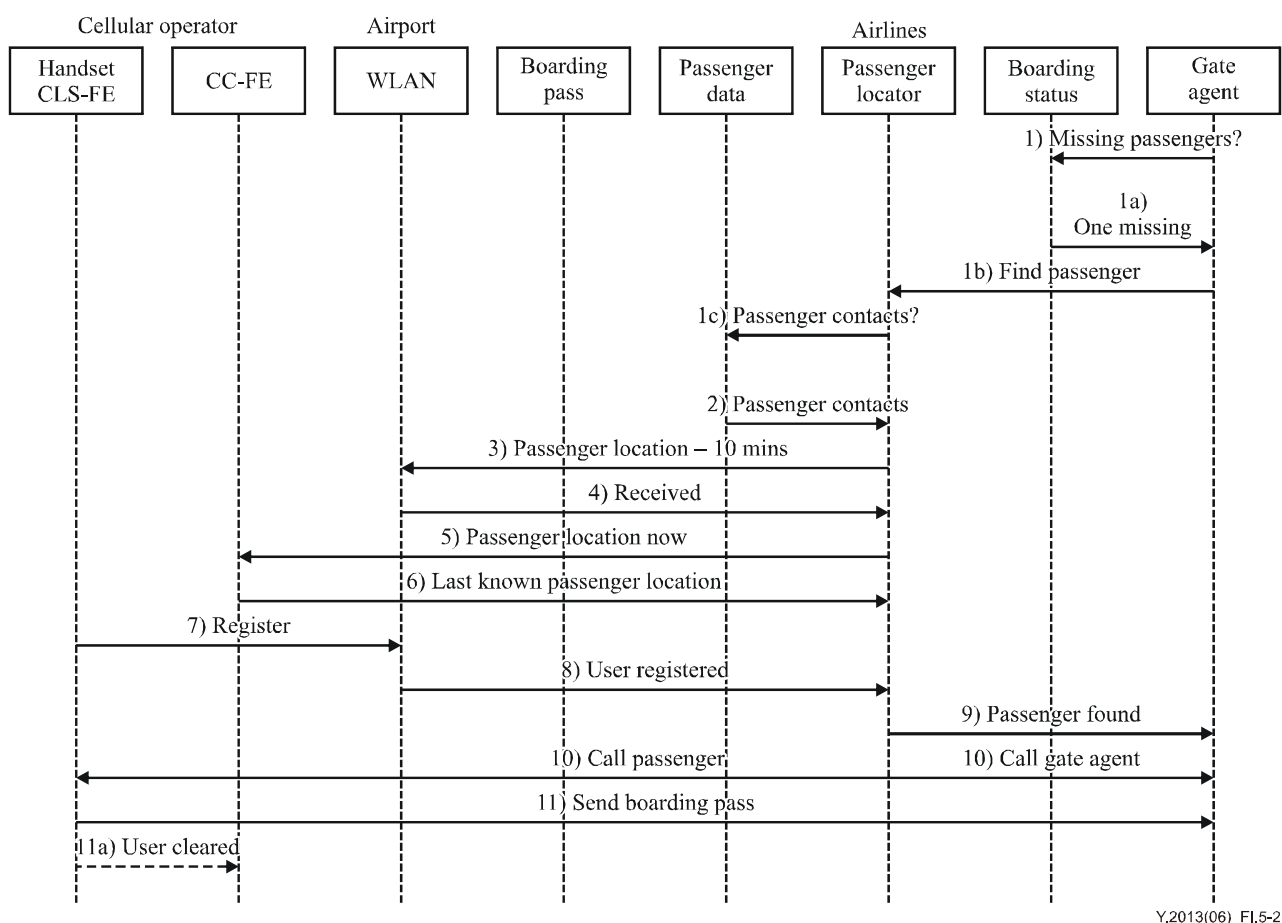 Cellular operator
Airport
Airlines
Handset
CLS-FE
CC-FE
WLAN
Boarding
pass
Passenger
data
Passenger
locator
Boarding
status
Gate
agent
1) Missing passengers?
1a)
One missing
1b) Find passenger
1c) Passenger contacts?
2) Passenger contacts
3) Passenger location – 10 mins
4) Received
5) Passenger location now
6) Last known passenger location
7) Register
8) User registered
9) Passenger found
10) Call passenger
10) Call gate agent
11) Send boarding pass
11a) User cleared
Y.2013(06)_FI.5-2